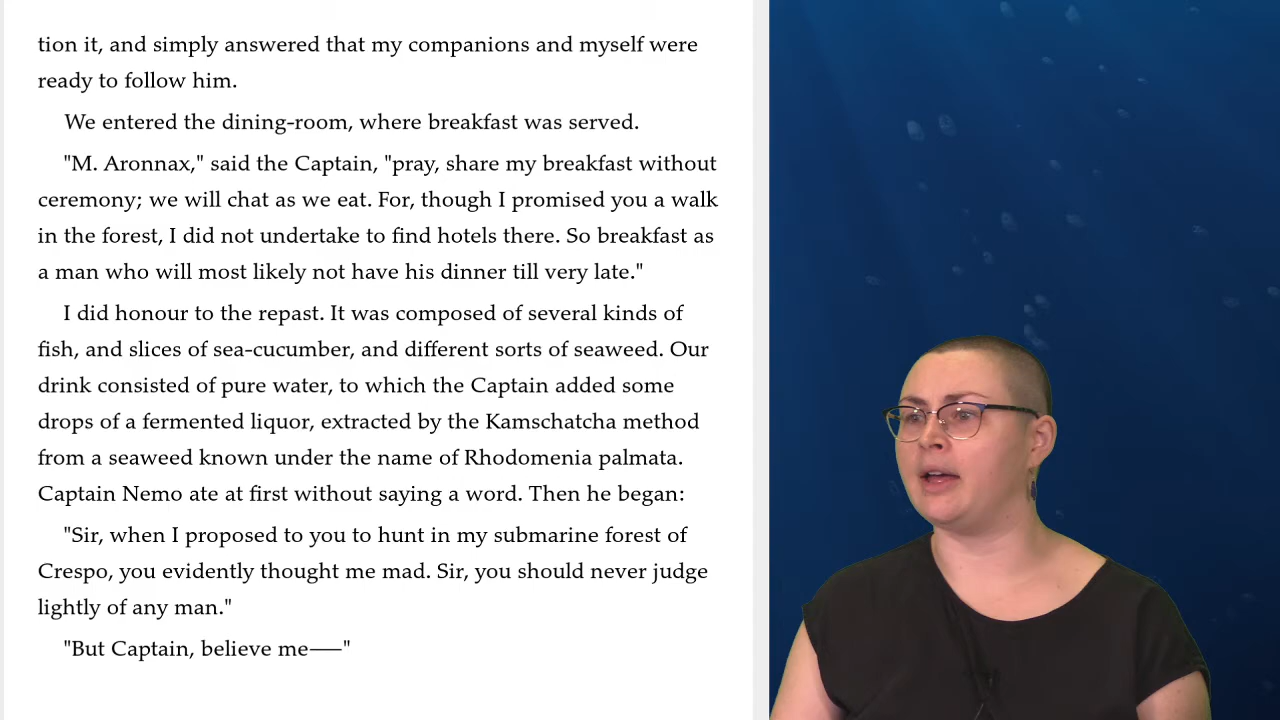 tion it, and simply answered that my companions and myself were
ready to follow him.
We entered the dining-room, where breakfast was served.
"M. Aronnax," said the Captain, "pray, share my breakfast without
ceremony; we will chat as we eat. For, though I promised you a walk
in the forest, I did not undertake to find hotels there. So breakfast as
a man who will most likely not have his dinner till very late."
I did honour to the repast. It was composed of several kinds of
fish, and slices of sea-cucumber, and different sorts of seaweed. Our
drink consisted of pure water, to which the Captain added some
drops of a fermented liquor, extracted by the Kamschatcha method
from a seaweed known under the name of Rhodomenia palmata.
Captain Nemo ate at first without saying a word. Then he began:
"Sir, when I proposed to you to hunt in my submarine forest of
Crespo, you evidently thought me mad. Sir, you should never judge
lightly of any man."
"But Captain, believe me——"